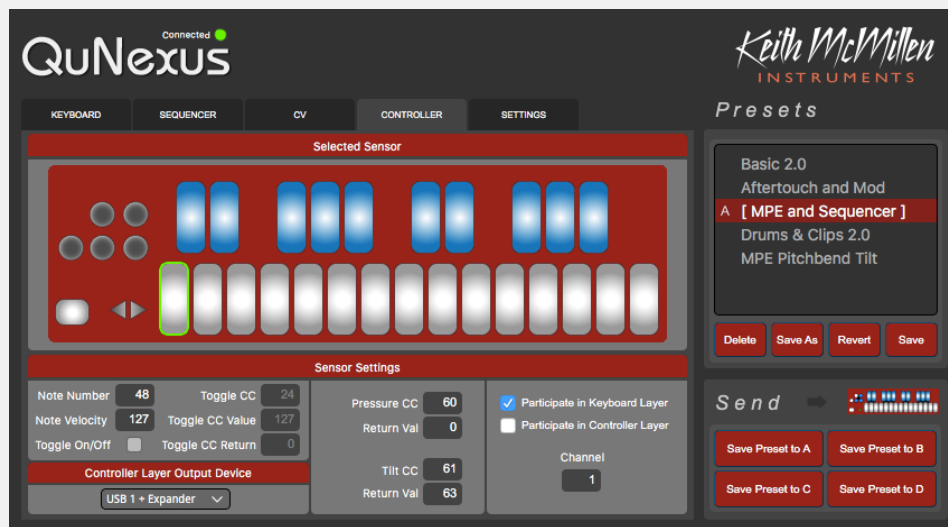 Connected
QuNexus
Keith McMillen
INSTRUMENTS
KEYBOARD SEQUENCER CV CONTROLLER SETTINGS
Presets
Selected Sensor
Basic 2.0
Aftertouch and Mod
A [ MPE and Sequencer ]
Drums & Clips 2.0
MPE Pitchbend Tilt
Delete Save As Revert Save
Sensor Settings
Note Number 48 Toggle CC 24
Note Velocity 127 Toggle CC Value 127
Toggle On/Off Toggle CC Return 0
Controller Layer Output Device
USB 1 + Expander
Pressure CC 60
Return Val 0
Tilt CC 61
Return Val 63
Participate in Keyboard Layer
Participate in Controller Layer
Channel
1
Send
Save Preset to A Save Preset to B
Save Preset to C Save Preset to D